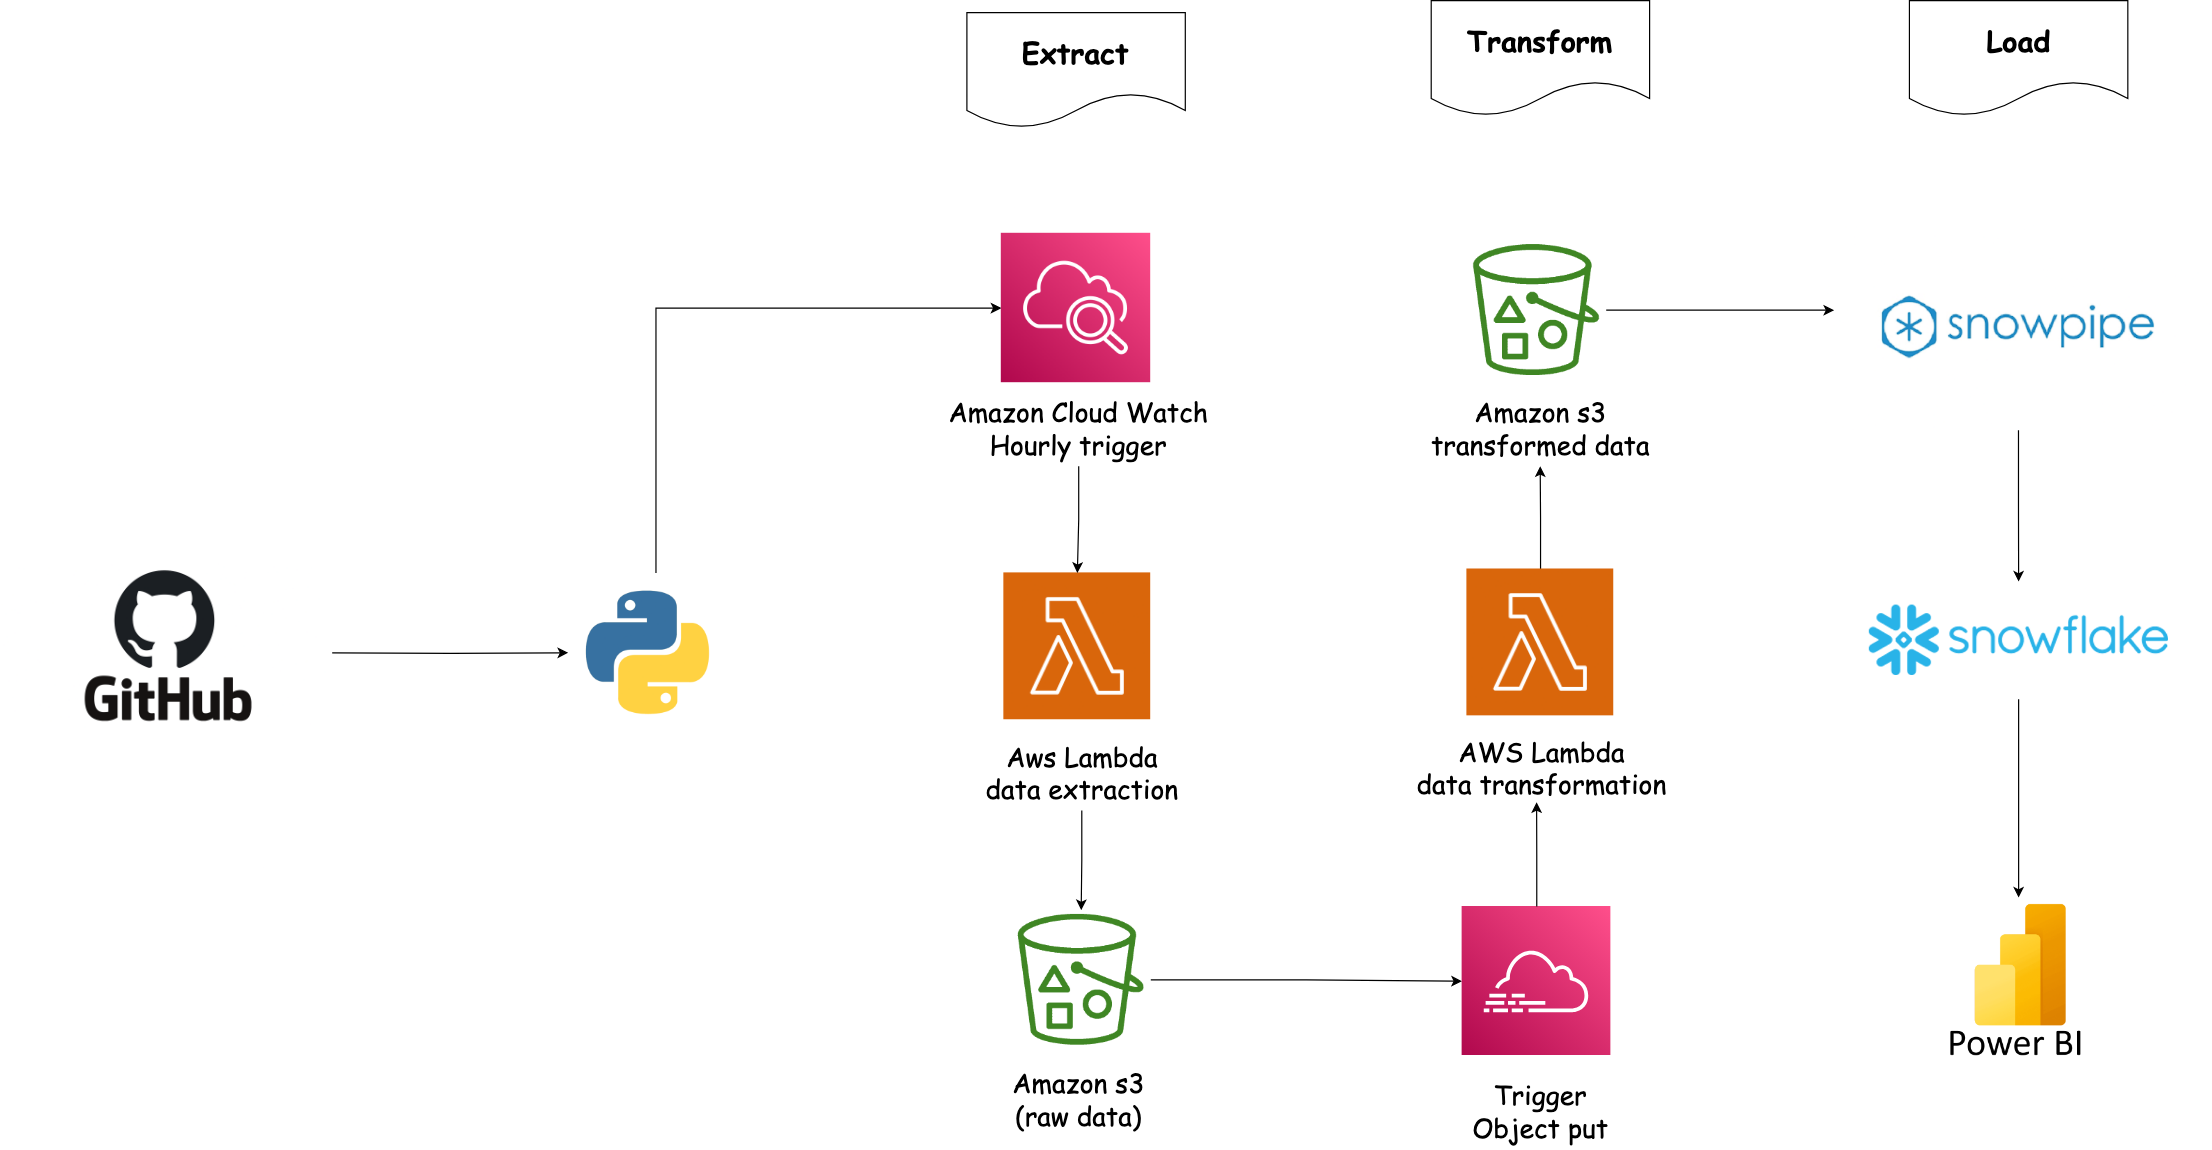 Extract
Transform
Load
Amazon Cloud Watch
Hourly trigger
Amazon s3
transformed data
snowpipe
GitHub
Aws Lambda
data extraction
AWS Lambda
data transformation
snowflake
Amazon s3
(raw data)
Trigger
Object put
Power BI